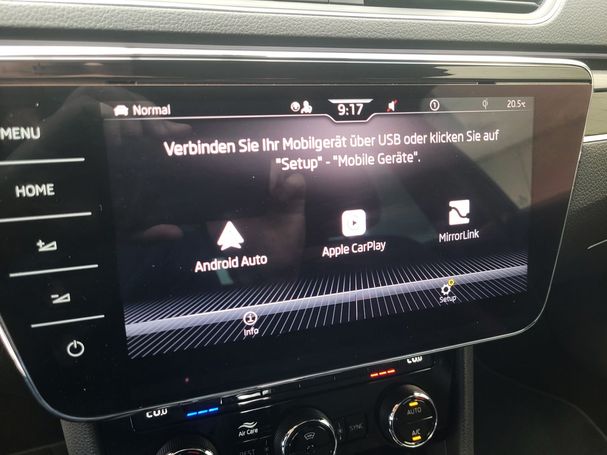 Normal
9:17
20.5°C
MENU
Verbinden Sie Ihr Mobilgerät über USB oder klicken Sie auf
"Setup" - "Mobile Geräte".
HOME
Android Auto
Apple CarPlay
MirrorLink
Info
Setup
Air Care
SYNC
AUTO
A/C